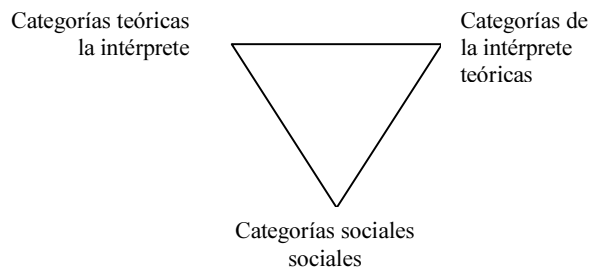 Categorías teóricas
la intérprete
Categorías de
la intérprete
teóricas
Categorías sociales
sociales